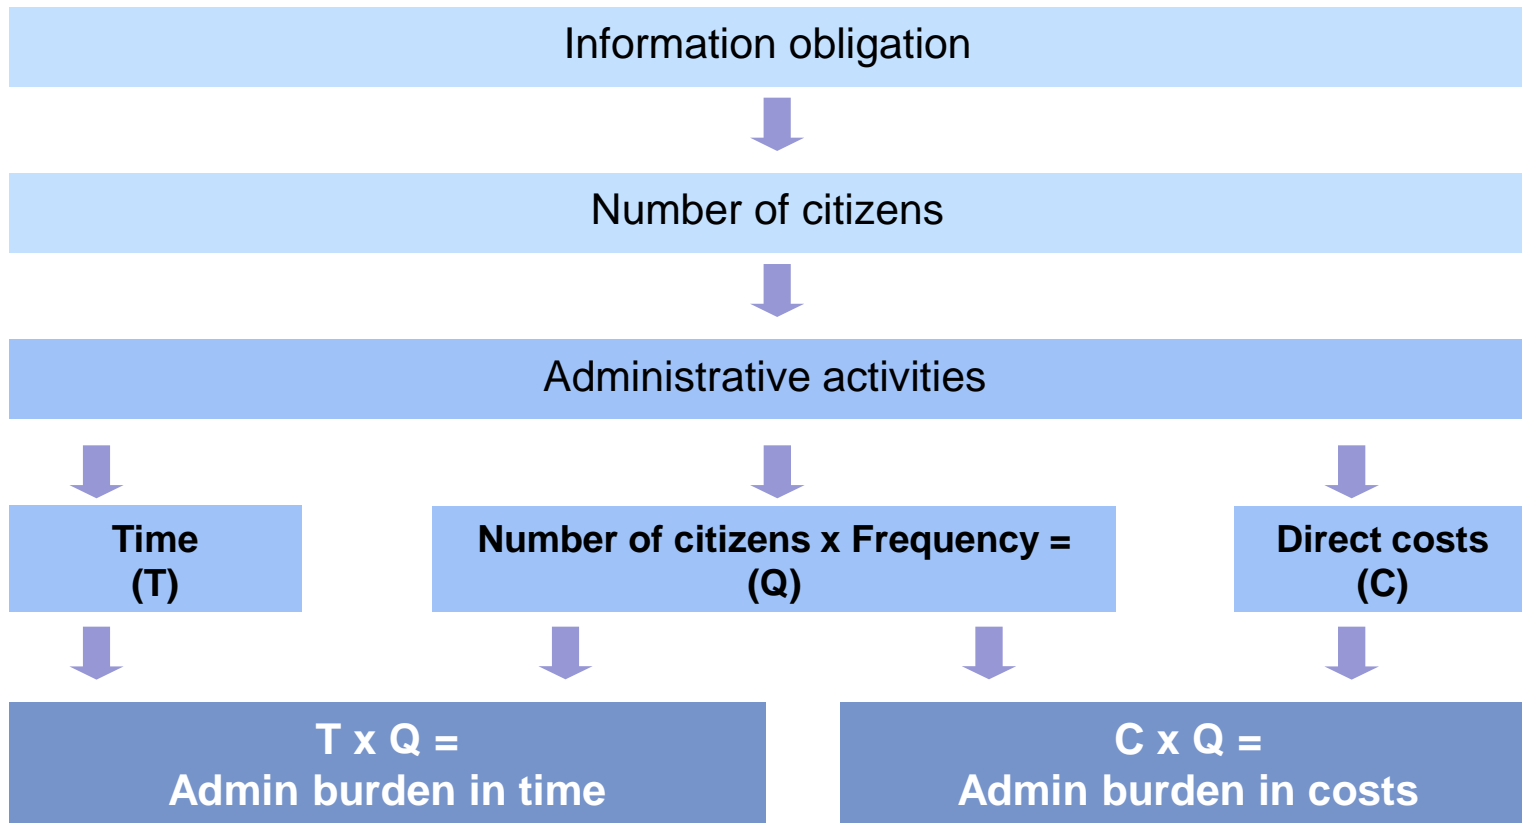 Information obligation
Number of citizens
Administrative activities
Time
(T)
Number of citizens x Frequency =
(Q)
Direct costs
(C)
T x Q =
Admin burden in time
C x Q =
Admin burden in costs